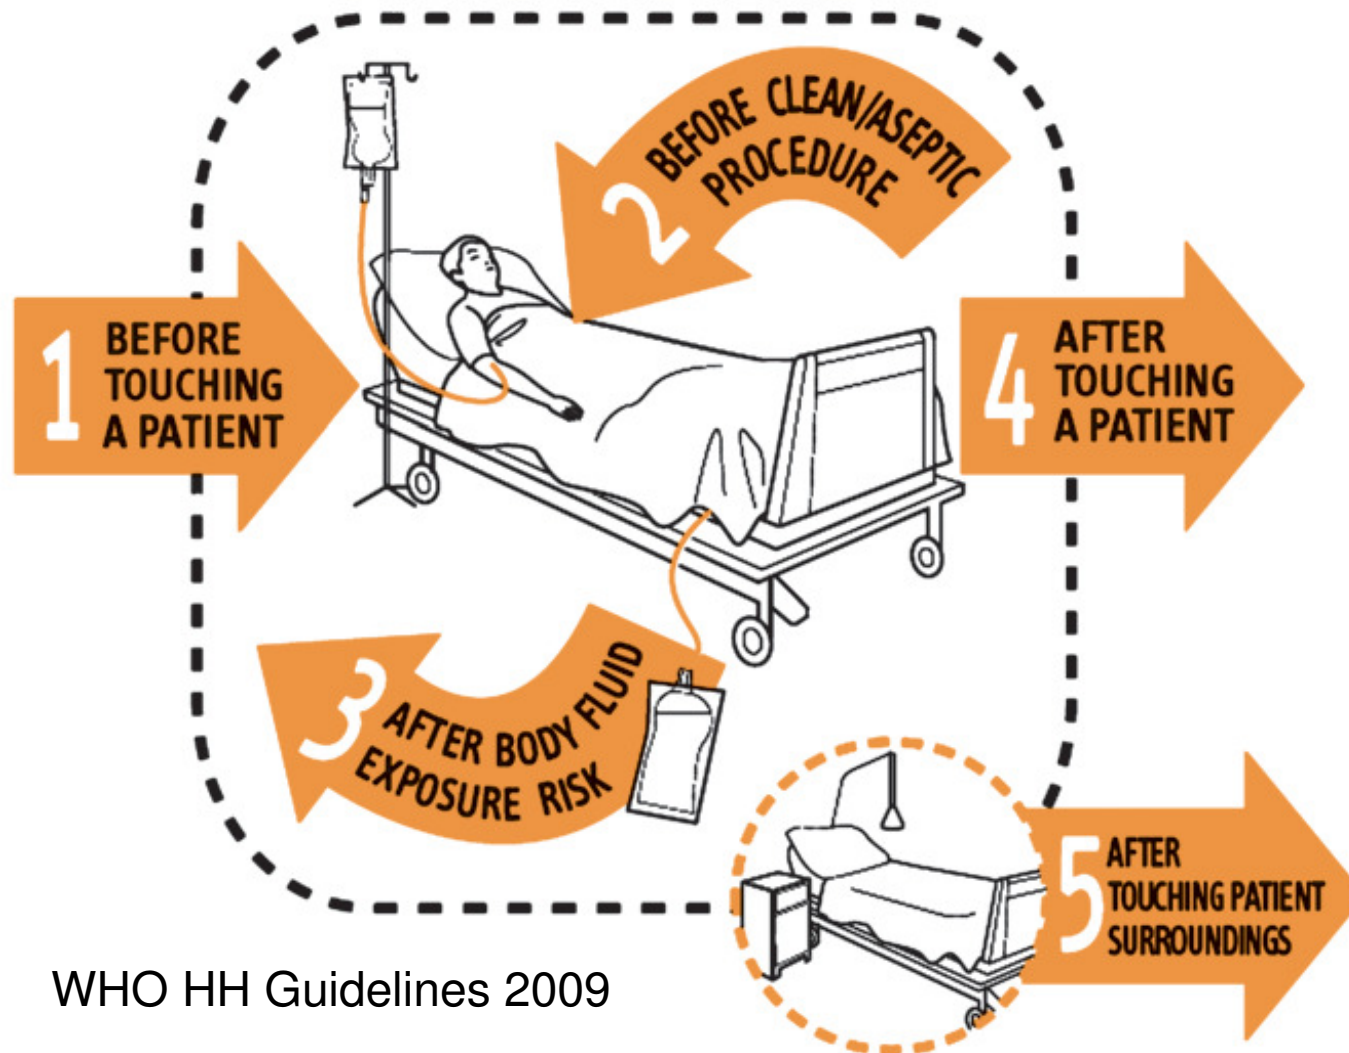 1
BEFORE
TOUCHING
A PATIENT
2
BEFORE CLEAN/ASEPTIC
PROCEDURE
3
AFTER BODY FLUID
EXPOSURE RISK
4
AFTER
TOUCHING
A PATIENT
5
AFTER
TOUCHING PATIENT
SURROUNDINGS
WHO HH Guidelines 2009